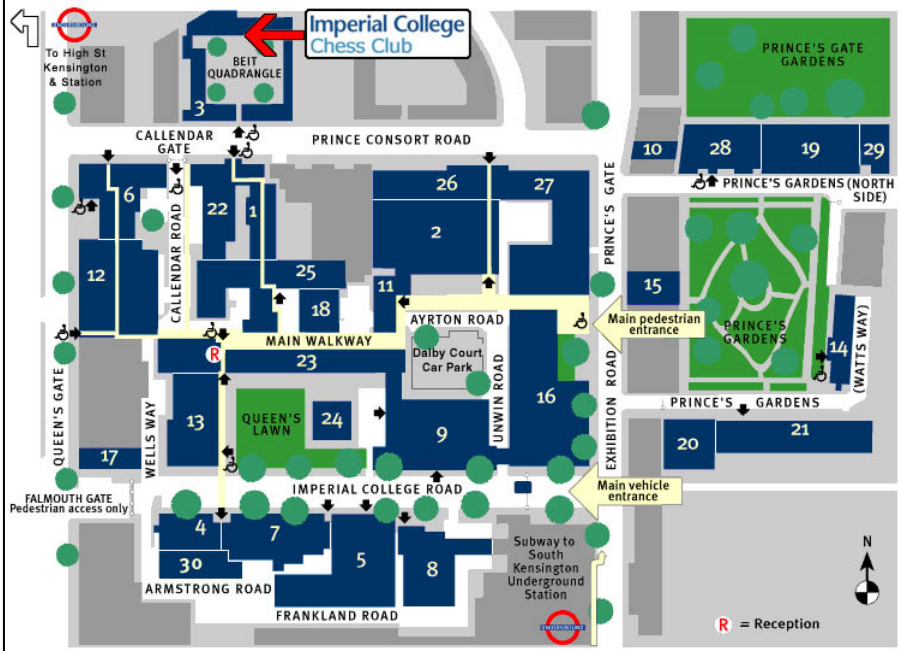 UNDERGROUND
To High St
Kensington
& Station
Imperial College
Chess Club
BEIT
QUADRANGLE
3
PRINCE'S GATE
GARDENS
CALLENDAR
GATE
PRINCE CONSORT ROAD
10
28
19
29
PRINCE'S GARDENS (NORTH
SIDE)
6
CALLENDAR ROAD
22
1
26
27
2
PRINCE'S GATE
12
25
18
11
15
AYRTON ROAD
Main pedestrian
entrance
PRINCE'S
GARDENS
14
(WATTS WAY)
MAIN WALKWAY
R
23
Dalby Court
Car Park
UNWIN ROAD
EXHIBITION ROAD
16
QUEEN'S GATE
WELLS WAY
13
QUEEN'S
LAWN
24
9
PRINCE'S GARDENS
20
21
17
FALMOUTH GATE
Pedestrian access only
IMPERIAL COLLEGE ROAD
Main vehicle
entrance
4
7
5
8
30
ARMSTRONG ROAD
FRANKLAND ROAD
Subway to
South
Kensington
Underground
Station
UNDERGROUND
N
R = Reception